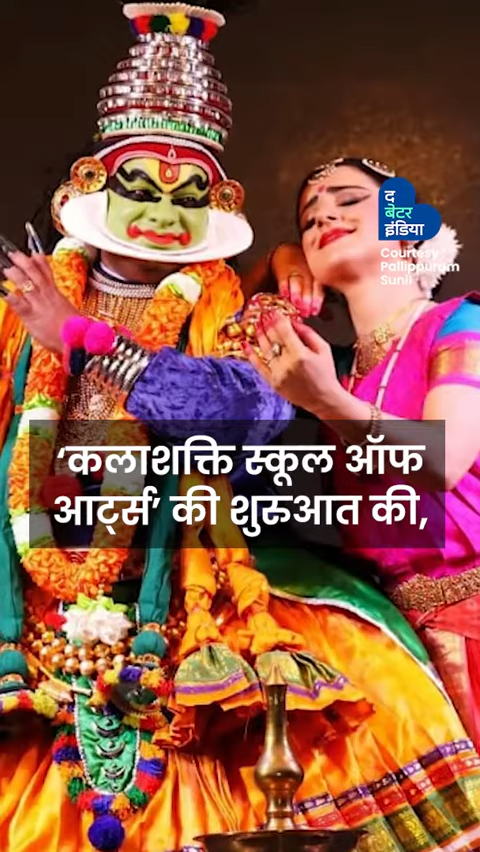 द
बेटर
इंडिया
Courtesy
Pallippuram
Sunil
‘कलाशक्ति स्कूल ऑफ
आर्ट्स’ की शुरुआत की,